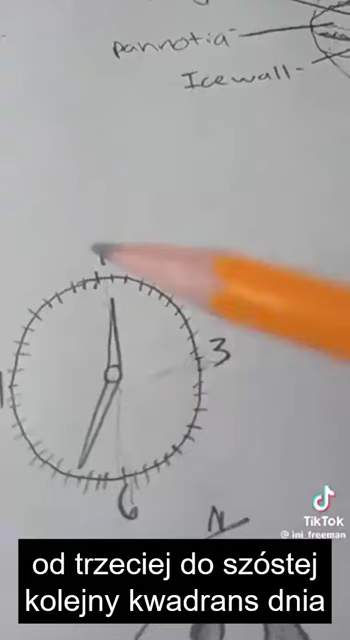 pannotia-
Icewall-
3
6
N
TikTok
@ini_freeman
od trzeciej do szóstej
kolejny kwadrans dnia